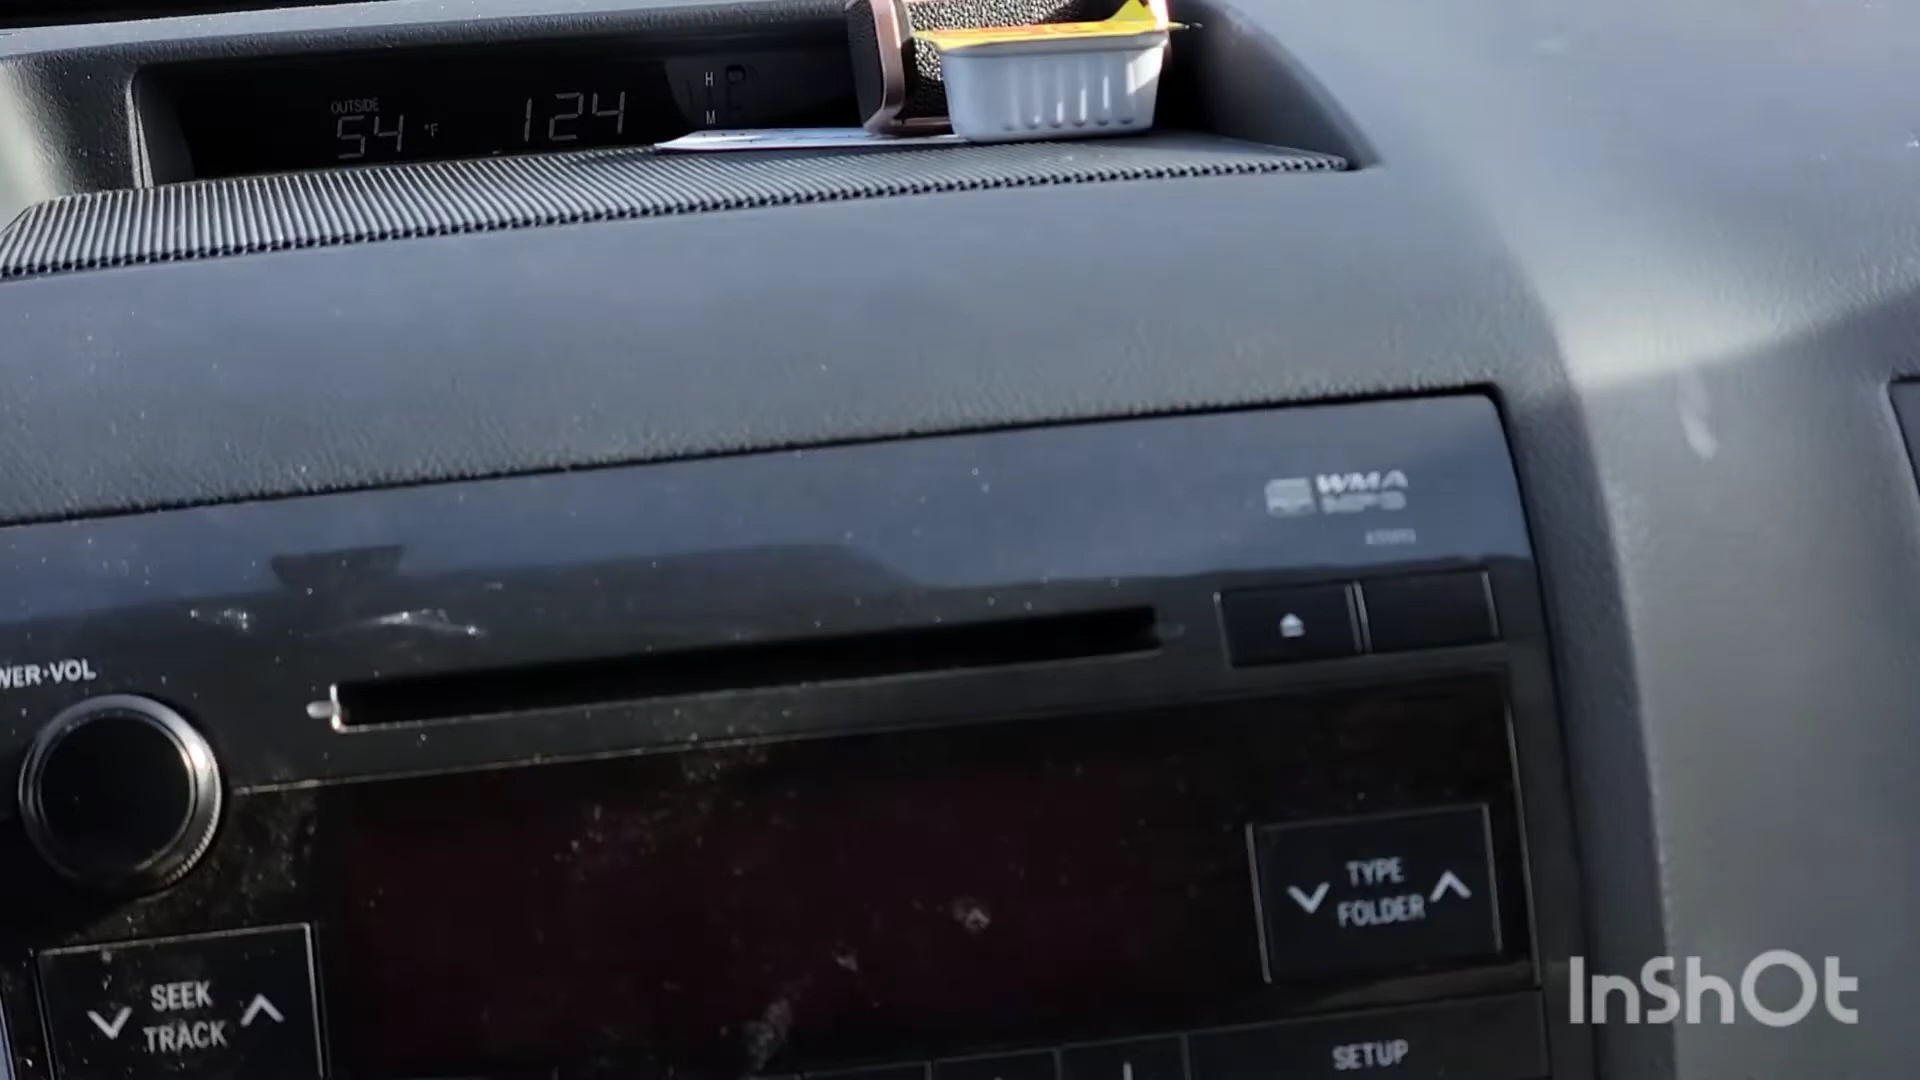 OUTSIDE
54 °F
124
H
M
WMA
MP3
WER•VOL
TYPE
FOLDER
SEEK
TRACK
SETUP
InShOt